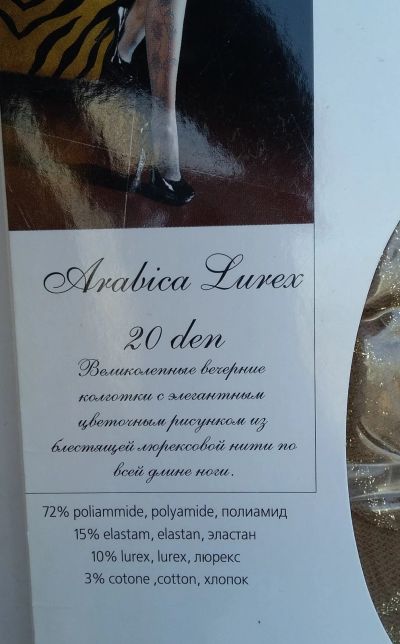 Arabica Lurex
20 den
Великолепные вечерние
колготки с элегантным
цветочным рисунком из
блестящей люрексовой нити по
всей длине ноги.
72% poliammide, polyamide, полиамид
15% elastam, elastan, эластан
10% lurex, lurex, люрекс
3% cotone ,cotton, хлопок